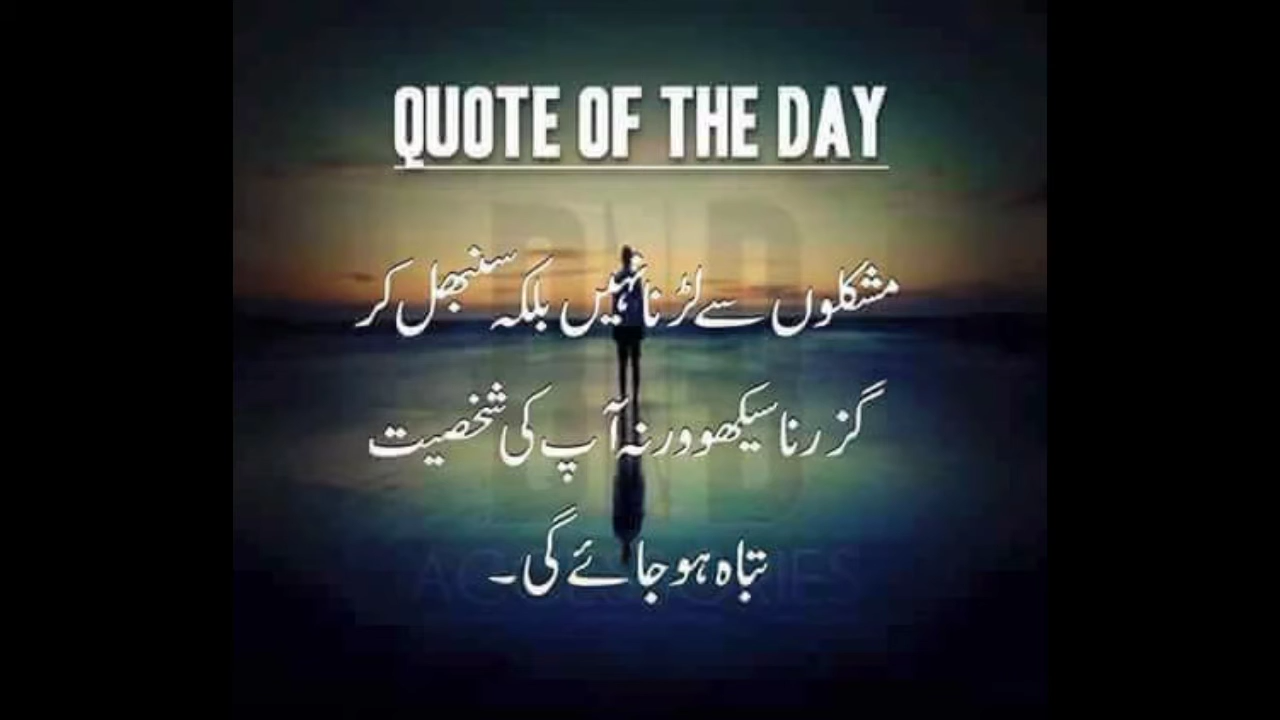 QUOTE OF THE DAY
مشکلوں سے لڑنا نہیں بلکہ سنبھل کر
گزرنا سیکھو ورنہ آپ کی شخصیت
تباہ ہو جائے گی۔
ACCESSORIES